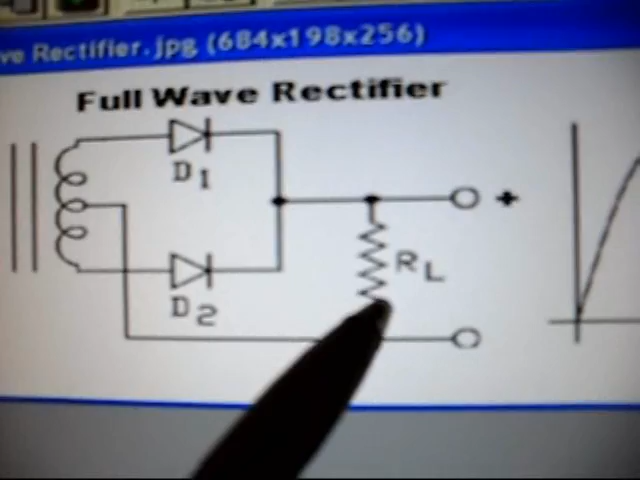 ve Rectifier.jpg (684x198x256)
Full Wave Rectifier
D1
+
RL
D2